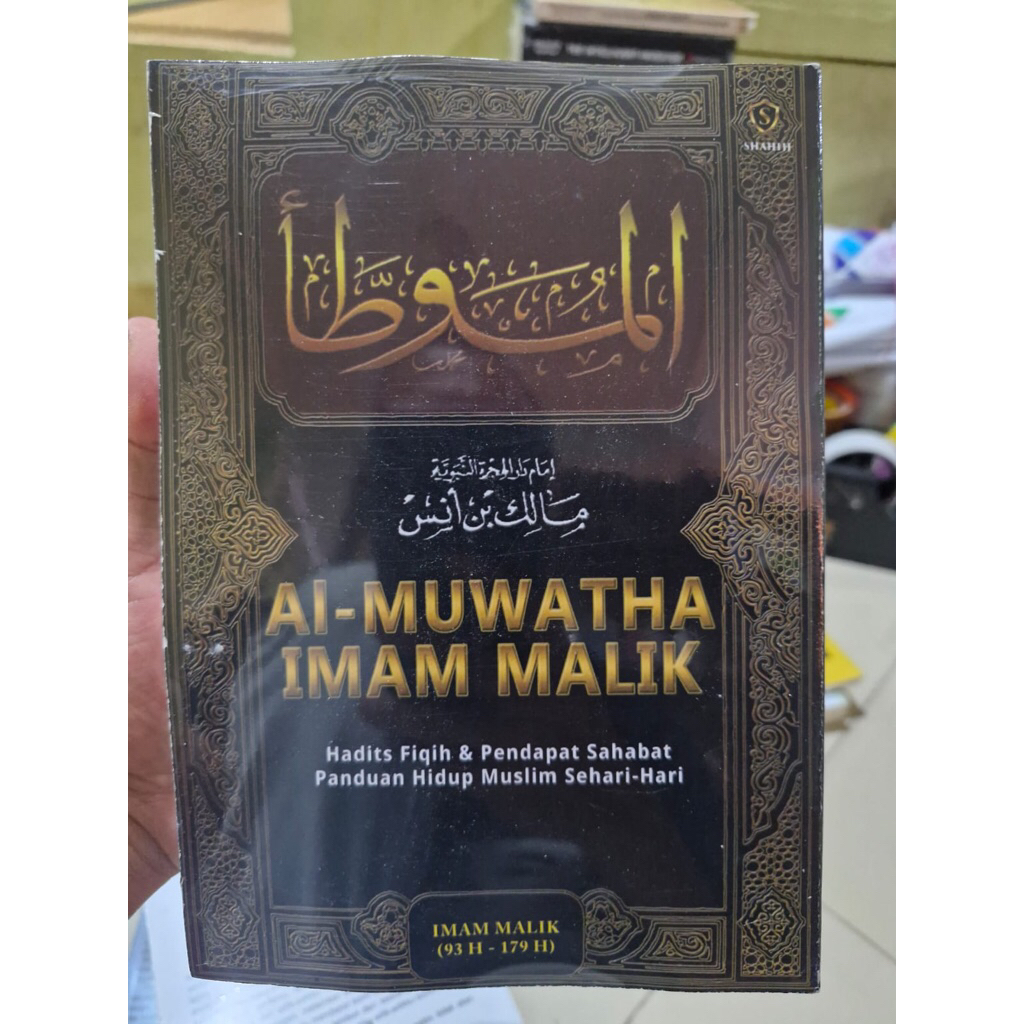 SHAHIH
الموطأ
إمام دار الهجرة النبوية
مالك بن أنس
Al-MUWATHA
IMAM MALIK
Hadits Fiqih & Pendapat Sahabat
Panduan Hidup Muslim Sehari-Hari
IMAM MALIK
(93 H - 179 H)